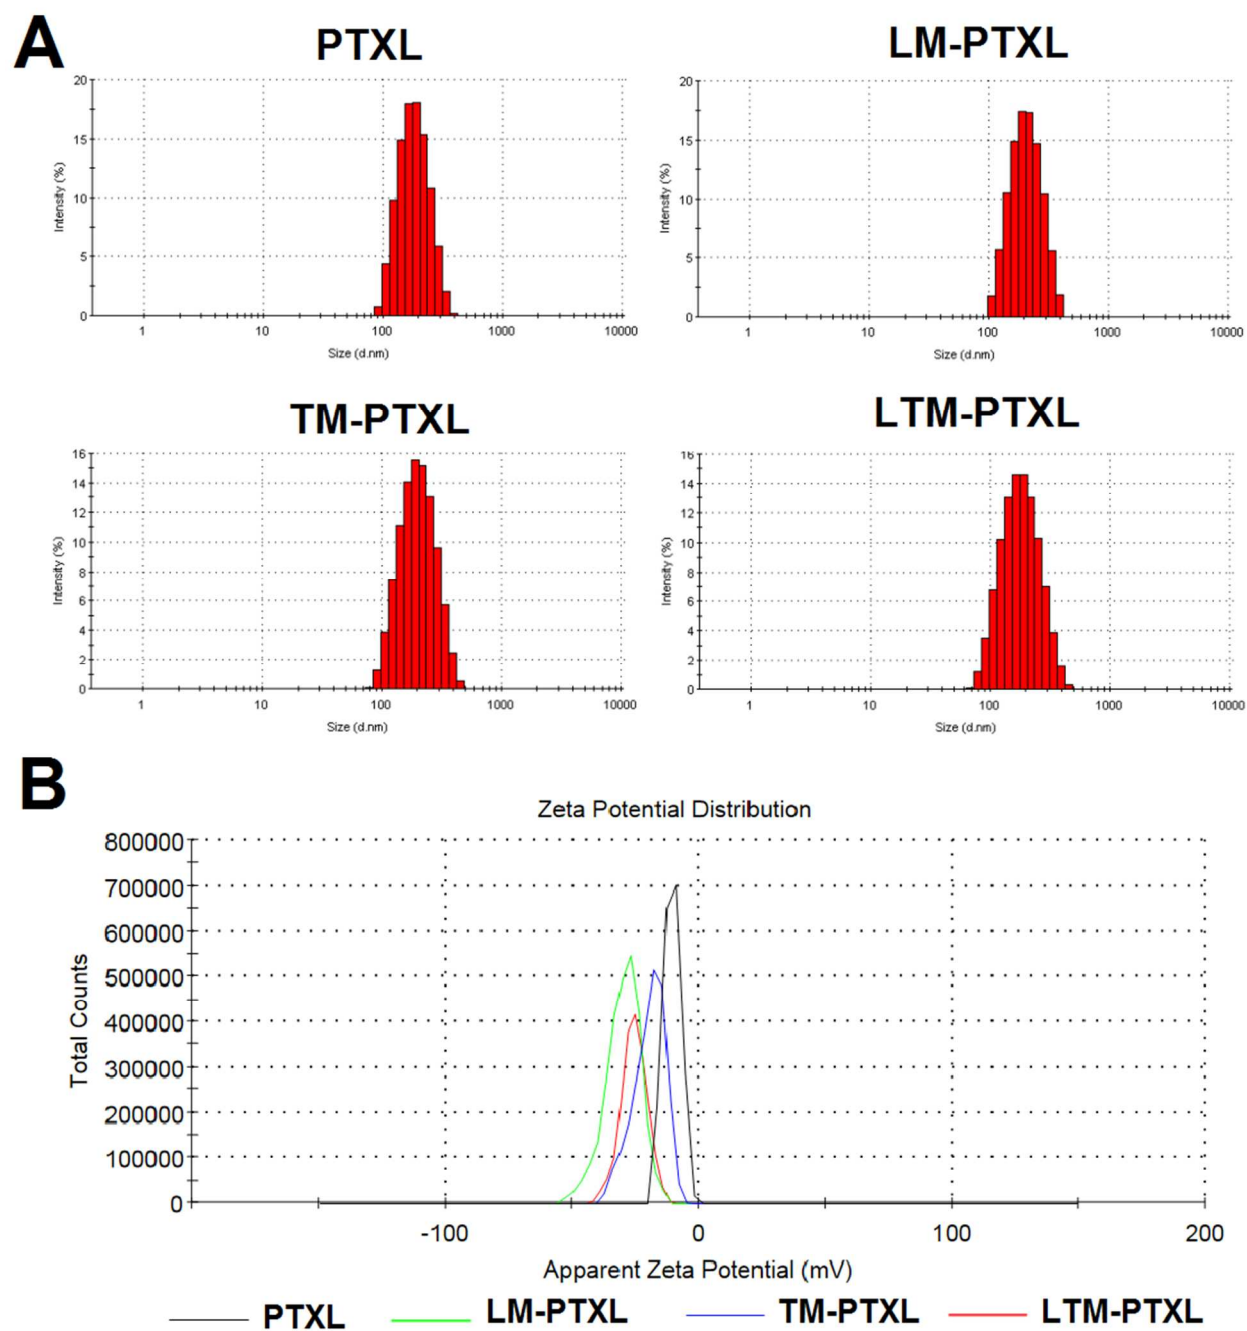 A
PTXL
LM-PTXL
20
15
10
5
0
Intensity (%)
1 10 100 1000 10000
Size (d.nm)
20
15
10
5
0
Intensity (%)
1 10 100 1000 10000
Size (d.nm)
TM-PTXL
LTM-PTXL
16
14
12
10
8
6
4
2
0
Intensity (%)
1 10 100 1000 10000
Size (d.nm)
16
14
12
10
8
6
4
2
0
Intensity (%)
1 10 100 1000 10000
Size (d.nm)
B
Zeta Potential Distribution
800000
700000
600000
500000
400000
300000
200000
100000
0
Total Counts
-100 0 100 200
Apparent Zeta Potential (mV)
PTXL LM-PTXL TM-PTXL LTM-PTXL